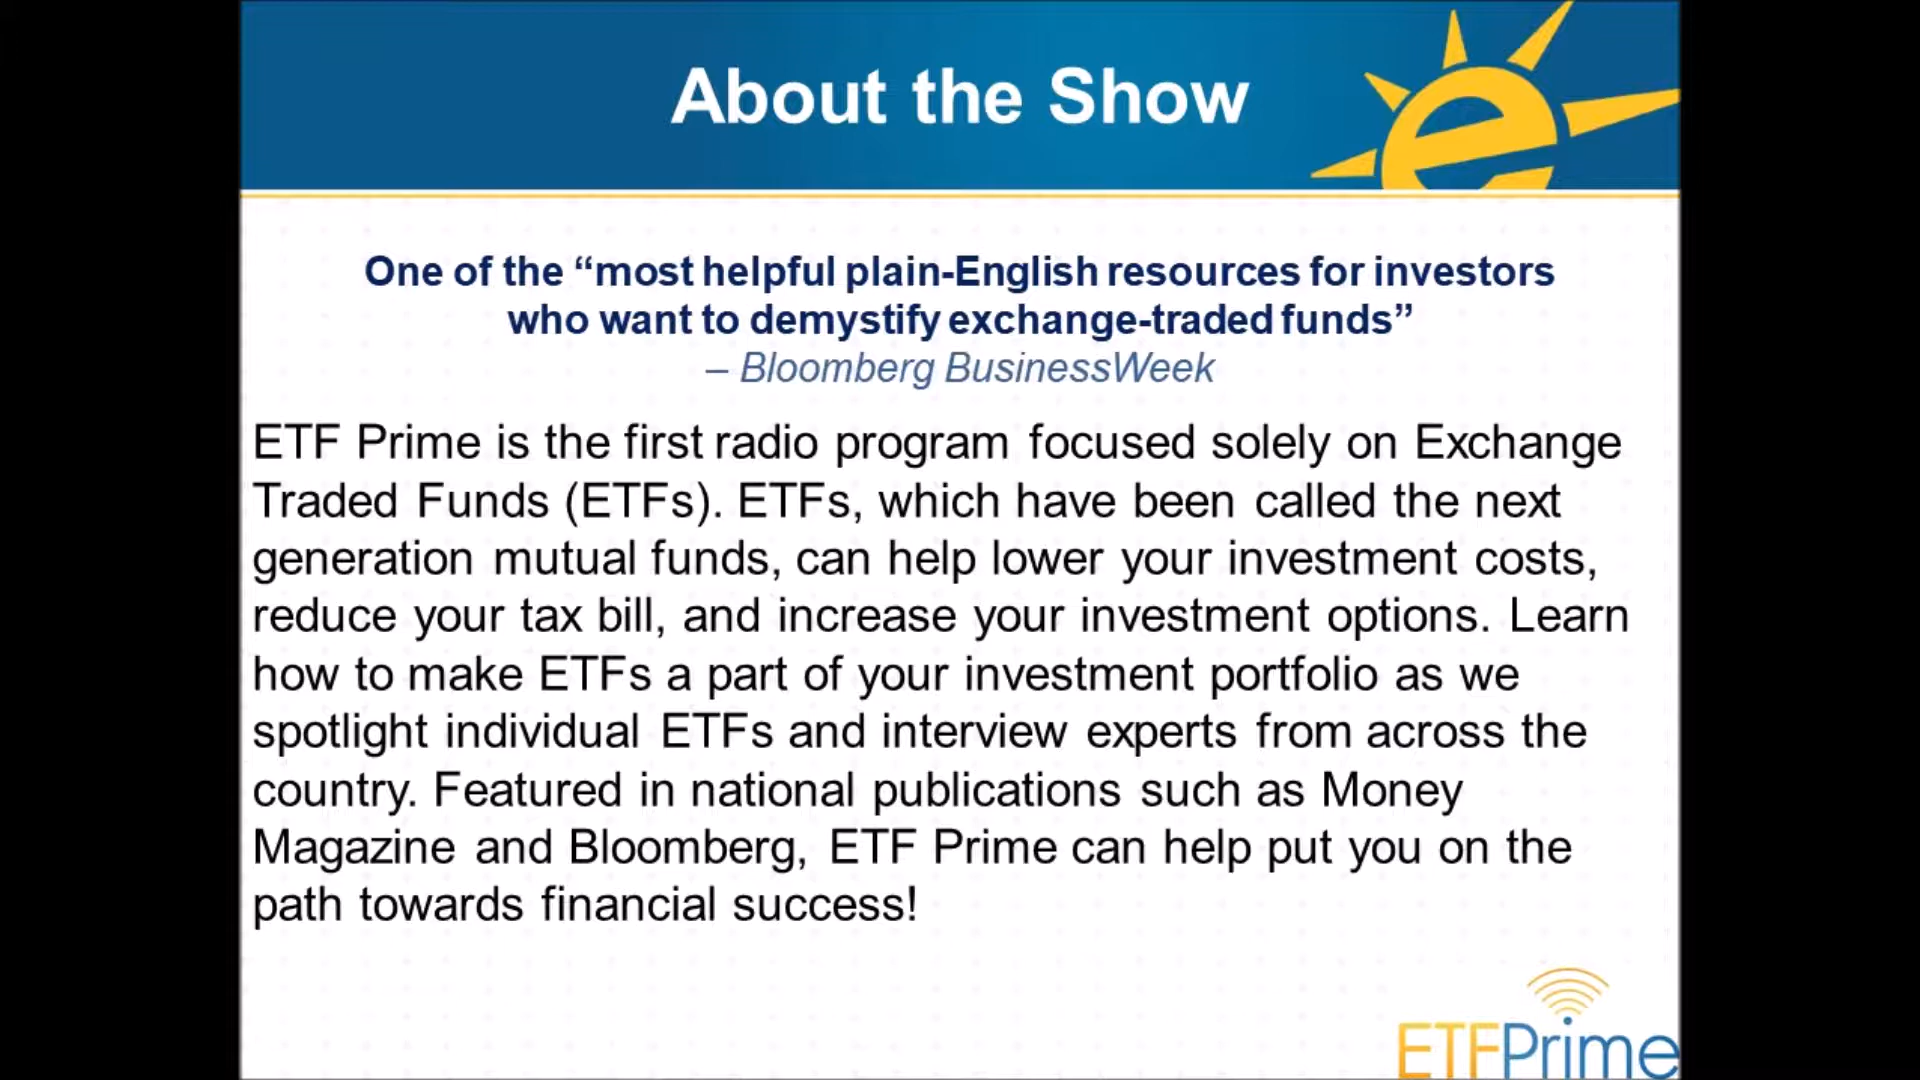 About the Show
One of the “most helpful plain-English resources for investors
who want to demystify exchange-traded funds”
– Bloomberg BusinessWeek
ETF Prime is the first radio program focused solely on Exchange
Traded Funds (ETFs). ETFs, which have been called the next
generation mutual funds, can help lower your investment costs,
reduce your tax bill, and increase your investment options. Learn
how to make ETFs a part of your investment portfolio as we
spotlight individual ETFs and interview experts from across the
country. Featured in national publications such as Money
Magazine and Bloomberg, ETF Prime can help put you on the
path towards financial success!
ETFPrime